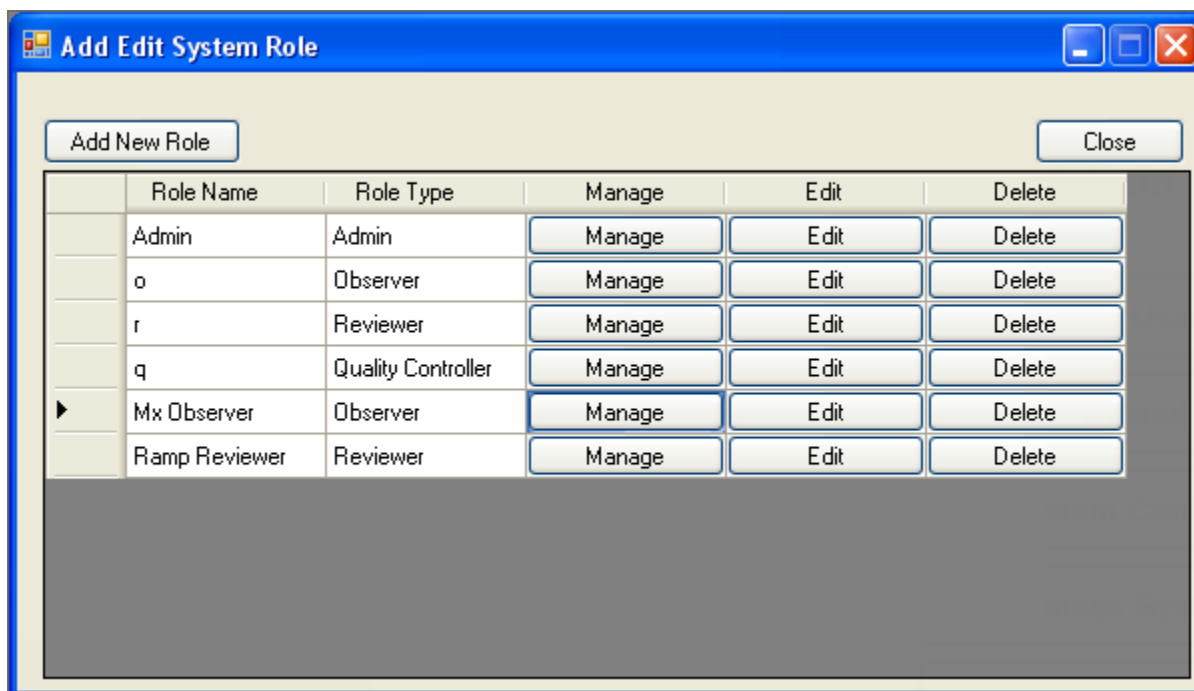 Add Edit System Role
Add New Role Close
Role Name Role Type Manage Edit Delete
Admin Admin Manage Edit Delete
o Observer Manage Edit Delete
r Reviewer Manage Edit Delete
q Quality Controller Manage Edit Delete
Mx Observer Observer Manage Edit Delete
Ramp Reviewer Reviewer Manage Edit Delete